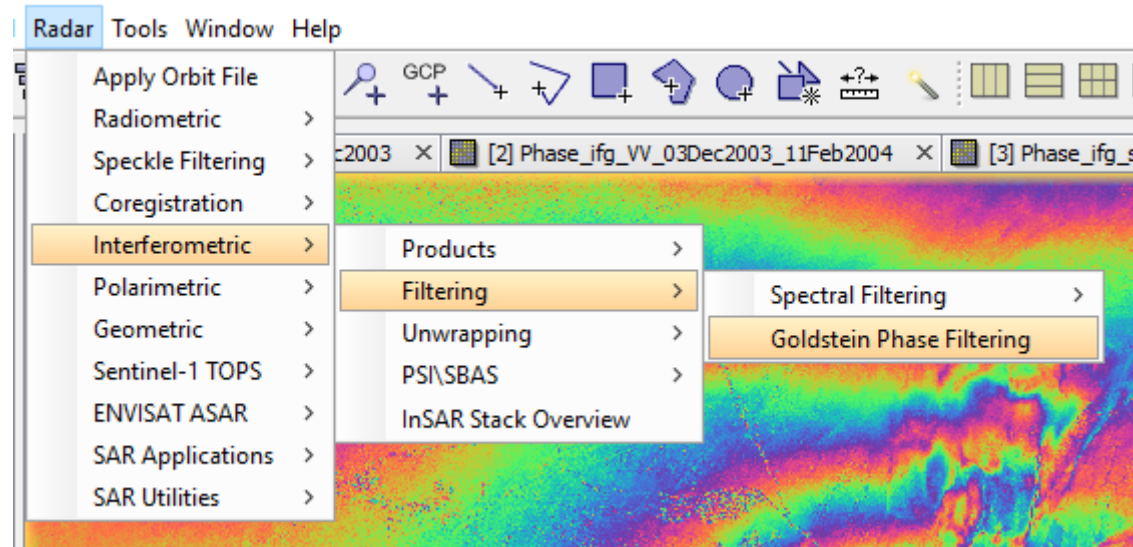 Radar Tools Window Help
GCP
Apply Orbit File
Radiometric
Speckle Filtering
Coregistration
Interferometric
Polarimetric
Geometric
Sentinel-1 TOPS
ENVISAT ASAR
SAR Applications
SAR Utilities
c2003 [2] Phase_ifg_VV_03Dec2003_11Feb2004 [3] Phase_ifg_s
Products
Filtering
Unwrapping
PSI\SBAS
InSAR Stack Overview
Spectral Filtering
Goldstein Phase Filtering